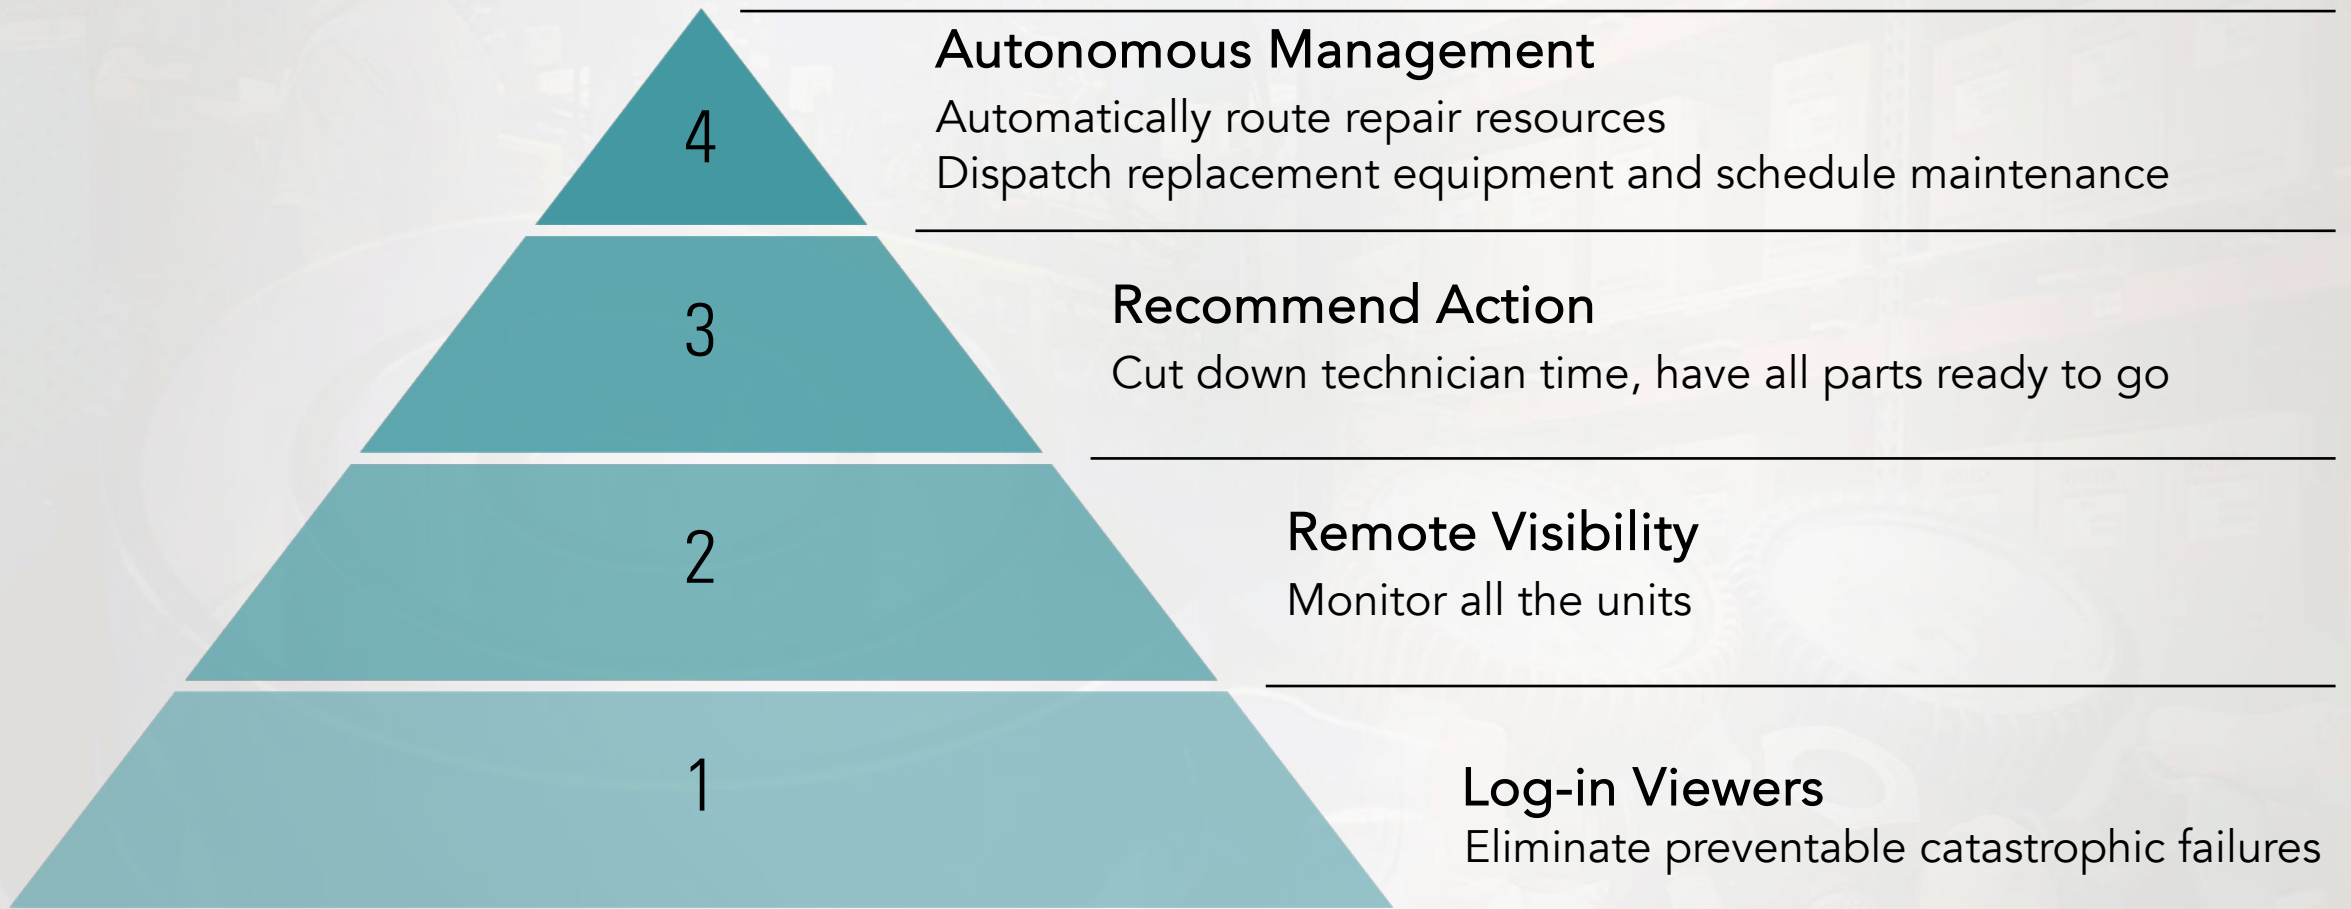 4
Autonomous Management
Automatically route repair resources
Dispatch replacement equipment and schedule maintenance
3
Recommend Action
Cut down technician time, have all parts ready to go
2
Remote Visibility
Monitor all the units
1
Log-in Viewers
Eliminate preventable catastrophic failures